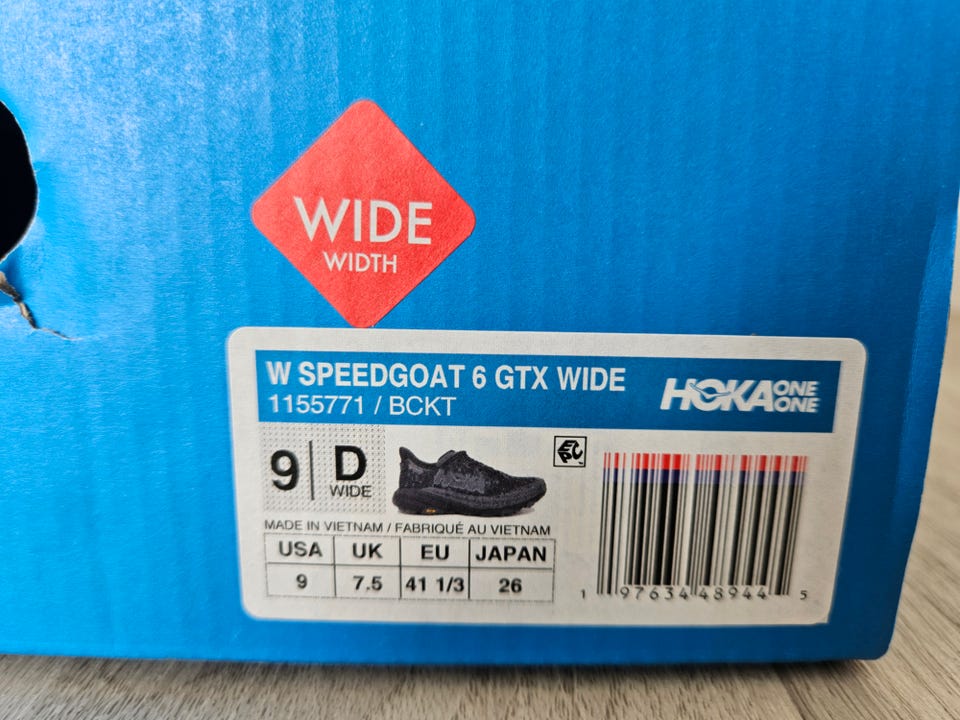 WIDE
WIDTH
W SPEEDGOAT 6 GTX WIDE
1155771 / BCKT
HOKA ONE ONE
9 D
WIDE
EPC
MADE IN VIETNAM / FABRIQUÉ AU VIETNAM
USA UK EU JAPAN
9 7.5 41 1/3 26
1 97634 48944 5